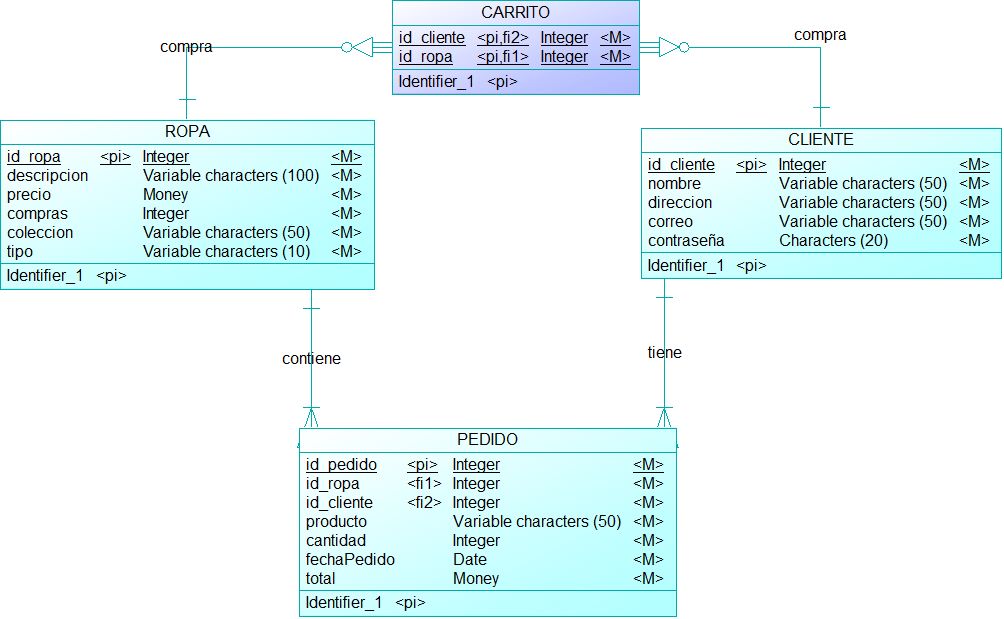 CARRITO
id_cliente <pi,fi2> Integer <M>
id_ropa <pi,fi1> Integer <M>
Identifier_1 <pi>
compra
compra
ROPA
id_ropa <pi> Integer <M>
descripcion Variable characters (100) <M>
precio Money <M>
compras Integer <M>
coleccion Variable characters (50) <M>
tipo Variable characters (10) <M>
Identifier_1 <pi>
CLIENTE
id_cliente <pi> Integer <M>
nombre Variable characters (50) <M>
direccion Variable characters (50) <M>
correo Variable characters (50) <M>
contraseña Characters (20) <M>
Identifier_1 <pi>
contiene
tiene
PEDIDO
id_pedido <pi> Integer <M>
id_ropa <fi1> Integer <M>
id_cliente <fi2> Integer <M>
producto Variable characters (50) <M>
cantidad Integer <M>
fechaPedido Date <M>
total Money <M>
Identifier_1 <pi>